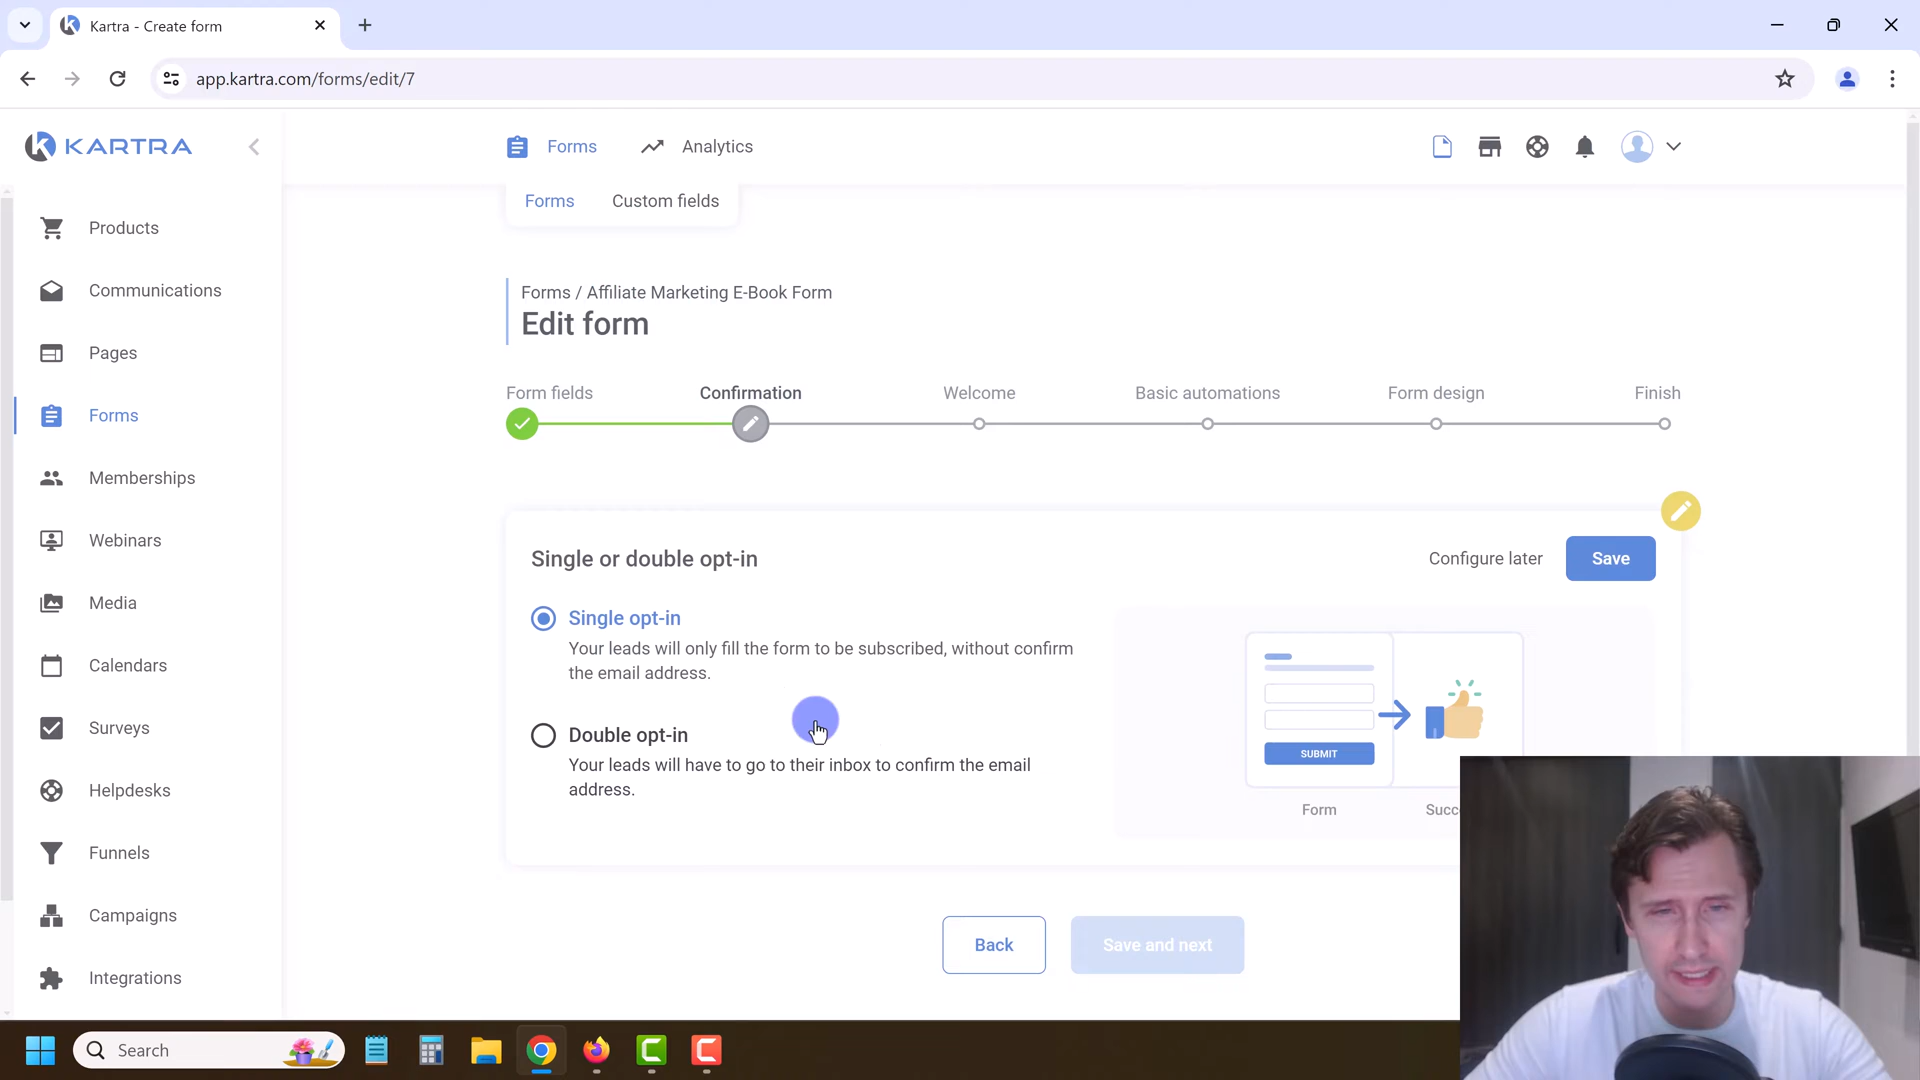 Kartra - Create form
app.kartra.com/forms/edit/7
KARTRA
Forms
Analytics
Forms
Custom fields
Products
Communications
Pages
Forms
Memberships
Webinars
Media
Calendars
Surveys
Helpdesks
Funnels
Campaigns
Integrations
Forms / Affiliate Marketing E-Book Form
Edit form
Form fields
Confirmation
Welcome
Basic automations
Form design
Finish
Single or double opt-in
Configure later
Save
Single opt-in
Your leads will only fill the form to be subscribed, without confirm
the email address.
Double opt-in
Your leads will have to go to their inbox to confirm the email
address.
SUBMIT
Form
Succ
Back
Save and next
Search